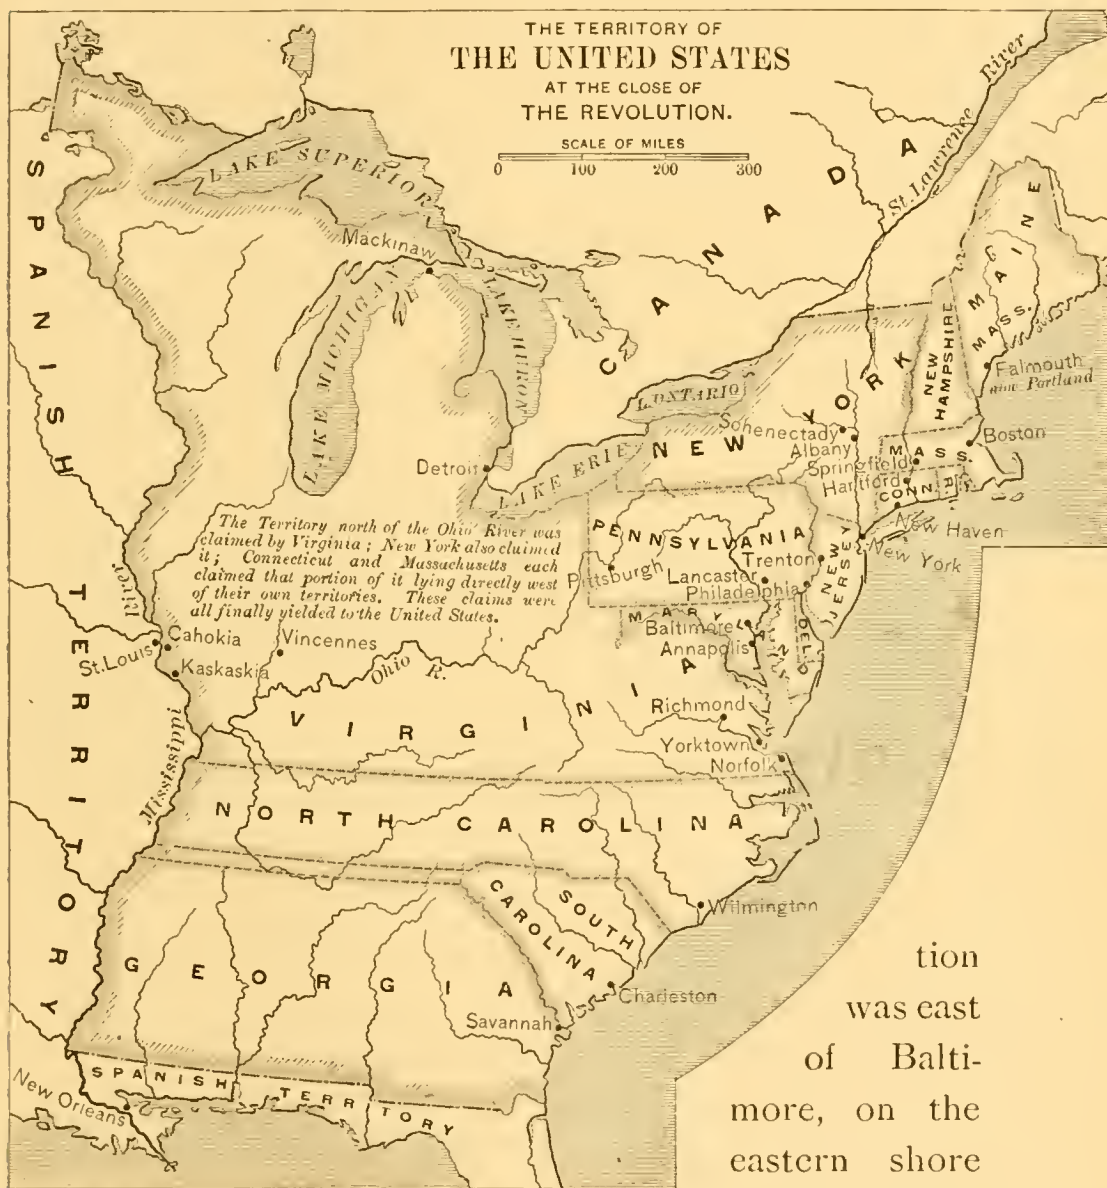 THE TERRITORY OF
THE UNITED STATES
AT THE CLOSE OF
THE REVOLUTION.
SCALE OF MILES
0 100 200 300
SPANISH TERRITORY
CANADA
St. Lawrence River
LAKE SUPERIOR
Mackinaw
LAKE MICHIGAN
LAKE HURON
L. ONTARIO
LAKE ERIE
Detroit
MAINE
MASS.
NEW HAMPSHIRE
Falmouth
now Portland
NEW YORK
Schenectady
Albany
Boston
MASS.
Springfield
Hartford
CONN.
R.I.
New Haven
New York
PENNSYLVANIA
Pittsburgh
Lancaster
Philadelphia
Trenton
NEW JERSEY
MARYLAND
DEL.
Baltimore
Annapolis
The Territory north of the Ohio River was
claimed by Virginia; New York also claimed
it; Connecticut and Massachusetts each
claimed that portion of it lying directly west
of their own territories. These claims were
all finally yielded to the United States.
Mississippi River
Cahokia
St. Louis
Kaskaskia
Vincennes
Ohio R.
VIRGINIA
Richmond
Yorktown
Norfolk
NORTH CAROLINA
Wilmington
SOUTH CAROLINA
Charleston
GEORGIA
Savannah
SPANISH TERRITORY
New Orleans
tion
was east
of Balti-
more, on the
eastern shore